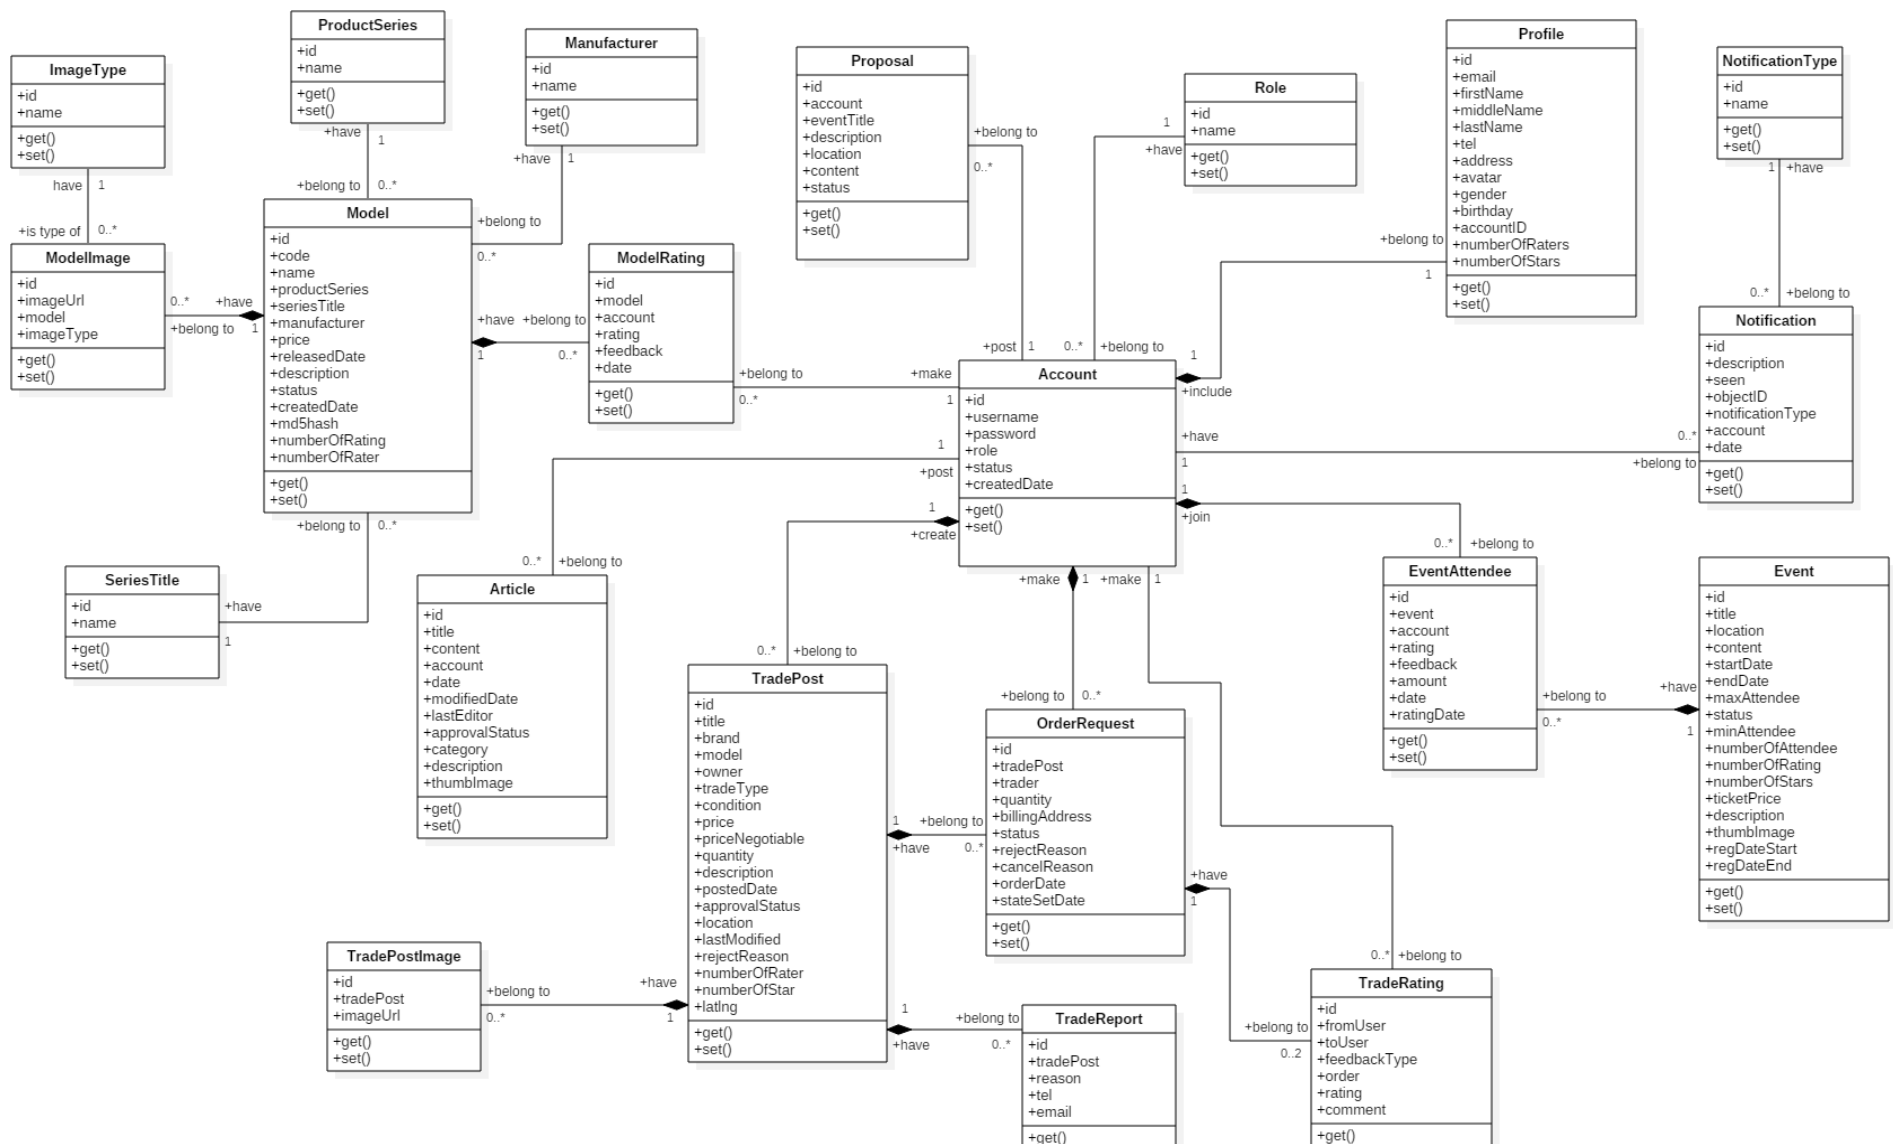 ProductSeries
+id
+name
+get()
+set()
Manufacturer
+id
+name
+get()
+set()
ImageType
+id
+name
+get()
+set()
Proposal
+id
+account
+eventTitle
+description
+location
+content
+status
+get()
+set()
Role
+id
+name
+get()
+set()
Profile
+id
+email
+firstName
+middleName
+lastName
+tel
+address
+avatar
+gender
+birthday
+accountID
+numberOfRaters
+numberOfStars
+get()
+set()
NotificationType
+id
+name
+get()
+set()
+have
1
+belong to
0..*
+have
1
+belong to
0..*
have
1
+is type of
0..*
+belong to
0..*
+post
1
1
+have
0..*
+belong to
+belong to
1
1
+include
1
+have
0..*
+belong to
Model
+id
+code
+name
+productSeries
+seriesTitle
+manufacturer
+price
+releasedDate
+description
+status
+createdDate
+md5hash
+numberOfRating
+numberOfRater
+get()
+set()
ModelImage
+id
+imageUrl
+model
+imageType
+get()
+set()
0..*
+have
+belong to
1
ModelRating
+id
+model
+account
+rating
+feedback
+date
+get()
+set()
+have
+belong to
1
0..*
+belong to
+make
0..*
1
Account
+id
+username
+password
+role
+status
+createdDate
+get()
+set()
Notification
+id
+description
+seen
+objectID
+notificationType
+account
+date
+get()
+set()
+have
0..*
1
+belong to
1
+post
0..*
+belong to
1
+create
0..*
+belong to
1
+join
0..*
+belong to
+make
1
+belong to
0..*
+make
1
0..*
+belong to
+belong to
0..*
+have
1
SeriesTitle
+id
+name
+get()
+set()
Article
+id
+title
+content
+account
+date
+modifiedDate
+lastEditor
+approvalStatus
+category
+description
+thumbImage
+get()
+set()
TradePost
+id
+title
+brand
+model
+owner
+tradeType
+condition
+price
+priceNegotiable
+quantity
+description
+postedDate
+approvalStatus
+location
+lastModified
+rejectReason
+numberOfRater
+numberOfStar
+latlng
+get()
+set()
OrderRequest
+id
+tradePost
+trader
+quantity
+billingAddress
+status
+rejectReason
+cancelReason
+orderDate
+stateSetDate
+get()
+set()
EventAttendee
+id
+event
+account
+rating
+feedback
+amount
+date
+ratingDate
+get()
+set()
Event
+id
+title
+location
+content
+startDate
+endDate
+maxAttendee
+status
+minAttendee
+numberOfAttendee
+numberOfRating
+numberOfStars
+ticketPrice
+description
+thumbImage
+regDateStart
+regDateEnd
+get()
+set()
+belong to
+have
0..*
1
1
+belong to
+have
0..*
+have
1
+belong to
0..2
TradePostImage
+id
+tradePost
+imageUrl
+get()
+set()
+have
+belong to
0..*
1
1
+belong to
+have
0..*
TradeReport
+id
+tradePost
+reason
+tel
+email
+get()
TradeRating
+id
+fromUser
+toUser
+feedbackType
+order
+rating
+comment
+get()